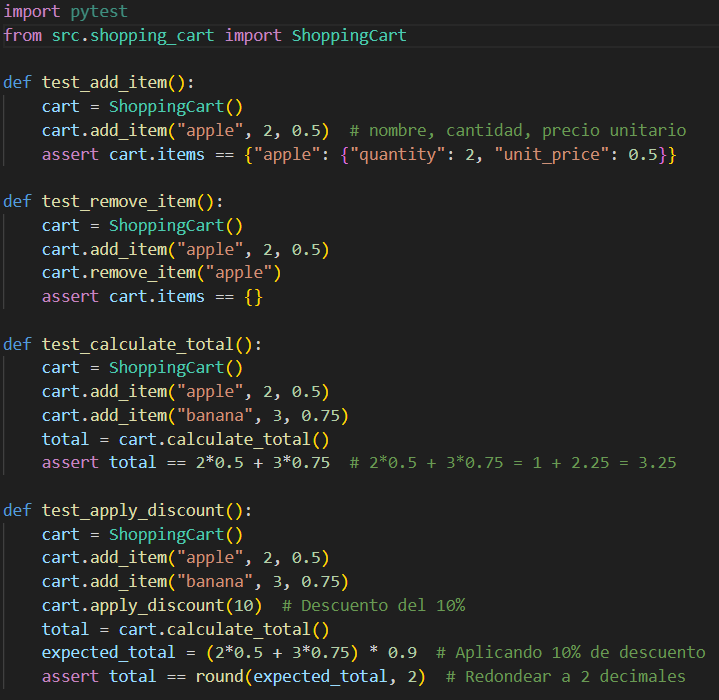 import pytest
from src.shopping_cart import ShoppingCart
def test_add_item():
    cart = ShoppingCart()
    cart.add_item("apple", 2, 0.5)  # nombre, cantidad, precio unitario
    assert cart.items == {"apple": {"quantity": 2, "unit_price": 0.5}}
def test_remove_item():
    cart = ShoppingCart()
    cart.add_item("apple", 2, 0.5)
    cart.remove_item("apple")
    assert cart.items == {}
def test_calculate_total():
    cart = ShoppingCart()
    cart.add_item("apple", 2, 0.5)
    cart.add_item("banana", 3, 0.75)
    total = cart.calculate_total()
    assert total == 2*0.5 + 3*0.75  # 2*0.5 + 3*0.75 = 1 + 2.25 = 3.25
def test_apply_discount():
    cart = ShoppingCart()
    cart.add_item("apple", 2, 0.5)
    cart.add_item("banana", 3, 0.75)
    cart.apply_discount(10)  # Descuento del 10%
    total = cart.calculate_total()
    expected_total = (2*0.5 + 3*0.75) * 0.9  # Aplicando 10% de descuento
    assert total == round(expected_total, 2)  # Redondear a 2 decimales